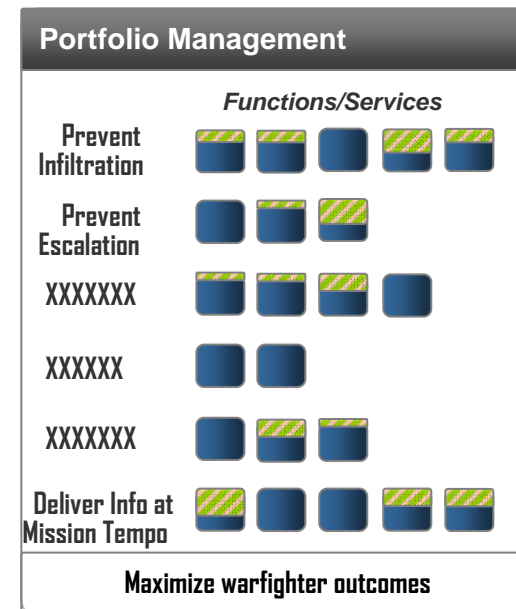 Portfolio Management
Functions/Services
Prevent
Infiltration
Prevent
Escalation
XXXXXXX
XXXXXX
XXXXXXX
Deliver Info at
Mission Tempo
Maximize warfighter outcomes